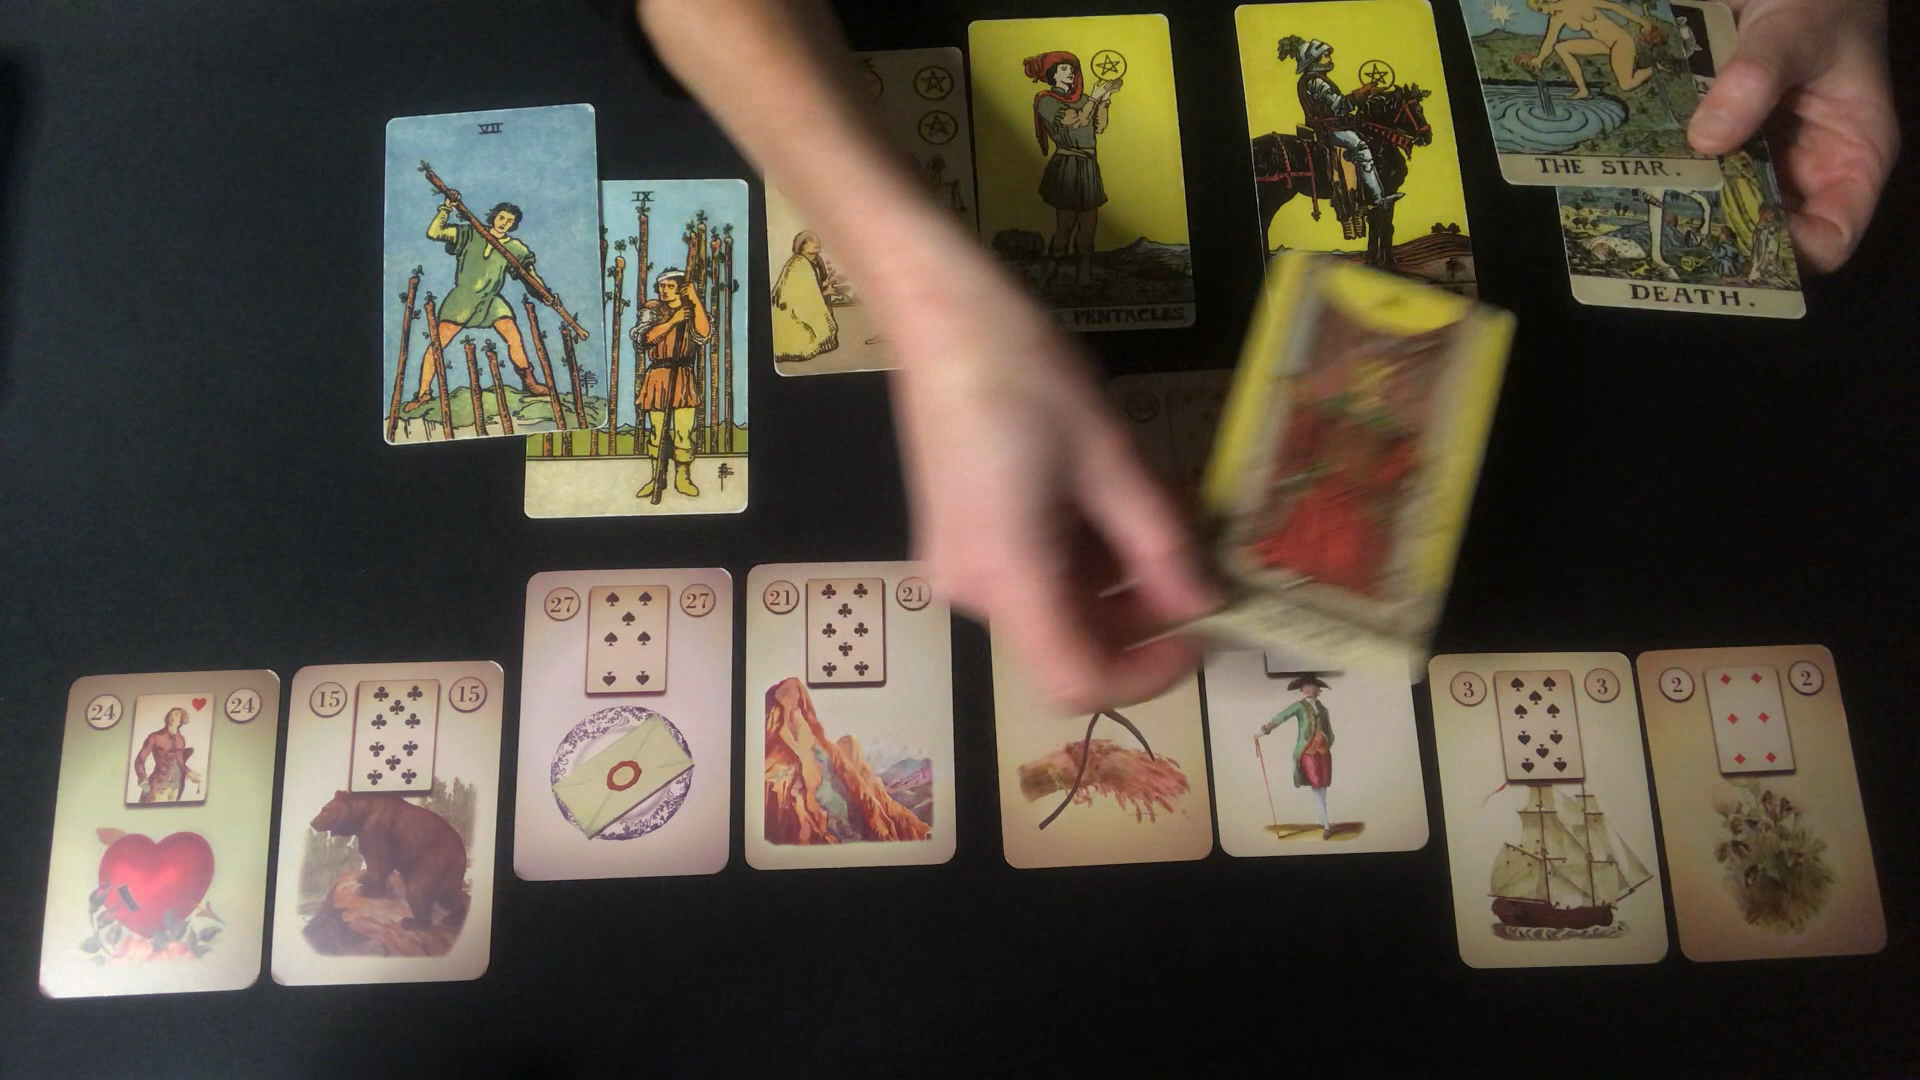 VII
IX
PENTACLES
THE STAR.
DEATH.
24 24
15 15
27 27
21 21
3 3
2 2